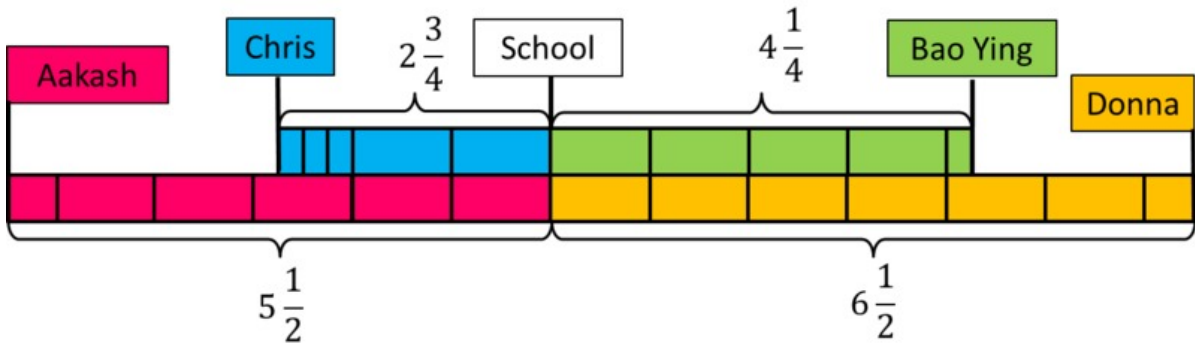 Aakash
Chris
2 3/4
School
4 1/4
Bao Ying
Donna
5 1/2
6 1/2